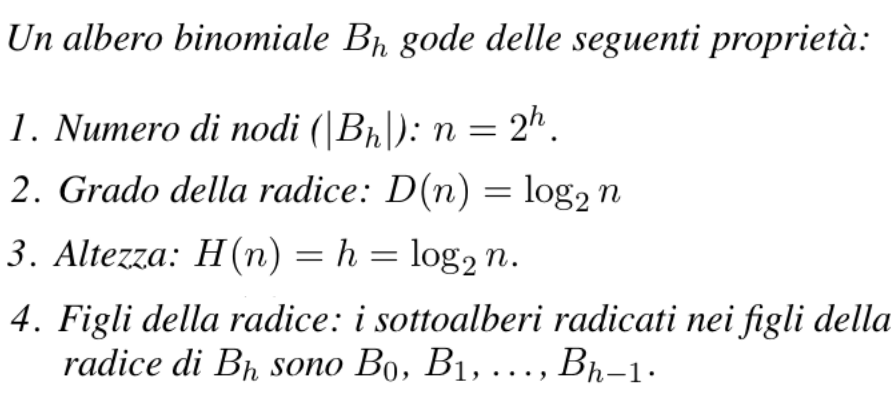 Un albero binomiale $B_h$ gode delle seguenti proprietà:
1. Numero di nodi ($|B_h|$): $n = 2^h$.
2. Grado della radice: $D(n) = \log_2 n$
3. Altezza: $H(n) = h = \log_2 n$.
4. Figli della radice: i sottoalberi radicati nei figli della
radice di $B_h$ sono $B_0$, $B_1$, ..., $B_{h-1}$.